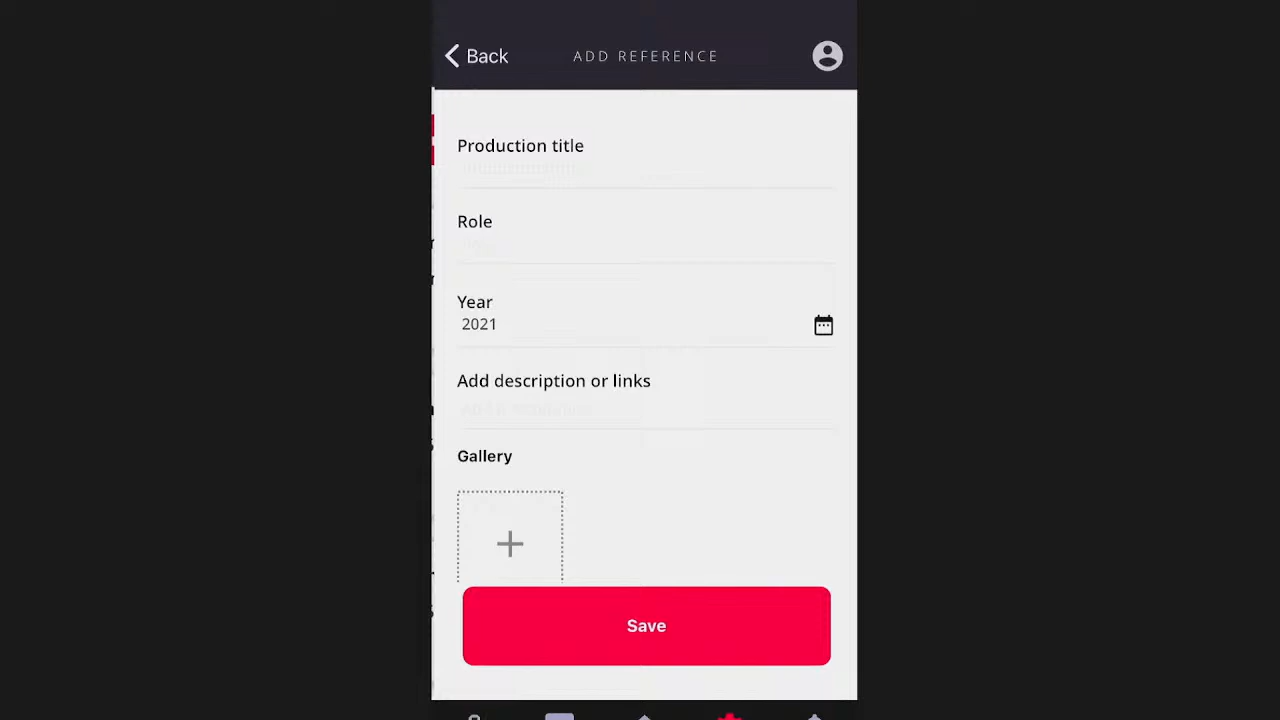 Back
ADD REFERENCE
Production title
Role
Year
2021
Add description or links
Gallery
Save